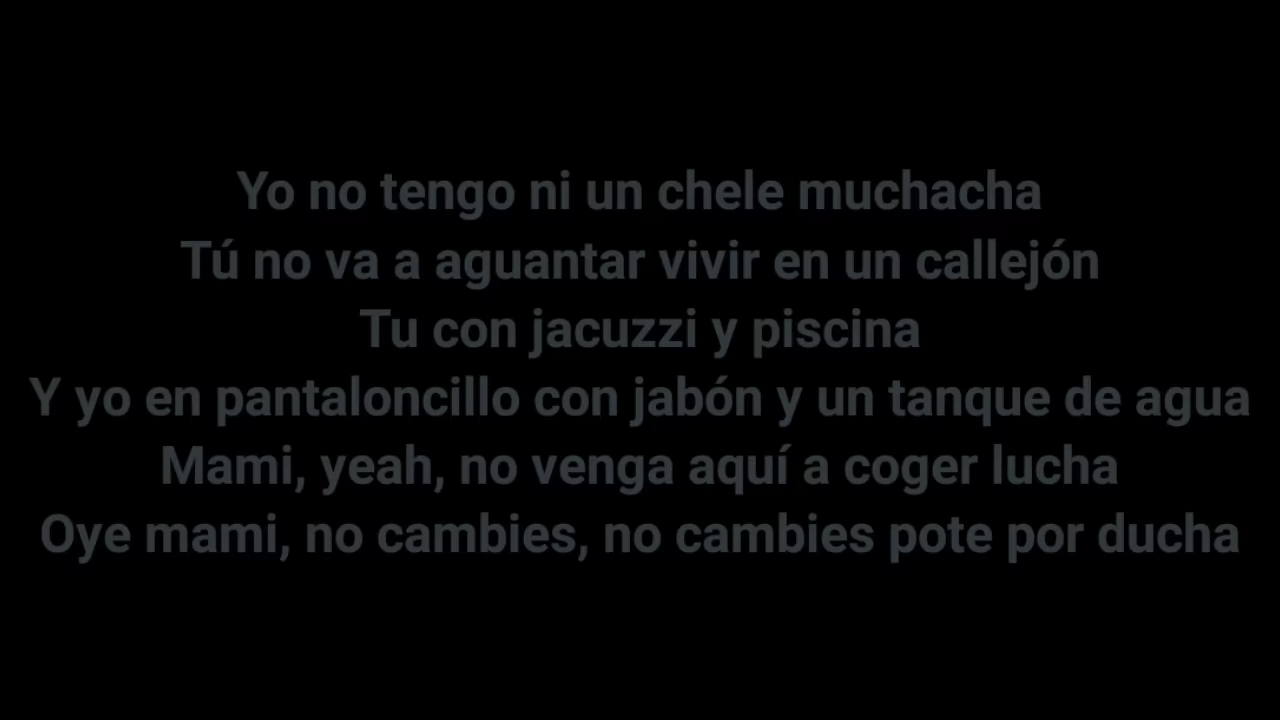 Yo no tengo ni un chele muchacha
Tú no va a aguantar vivir en un callejón
Tu con jacuzzi y piscina
Y yo en pantaloncillo con jabón y un tanque de agua
Mami, yeah, no venga aquí a coger lucha
Oye mami, no cambies, no cambies pote por ducha